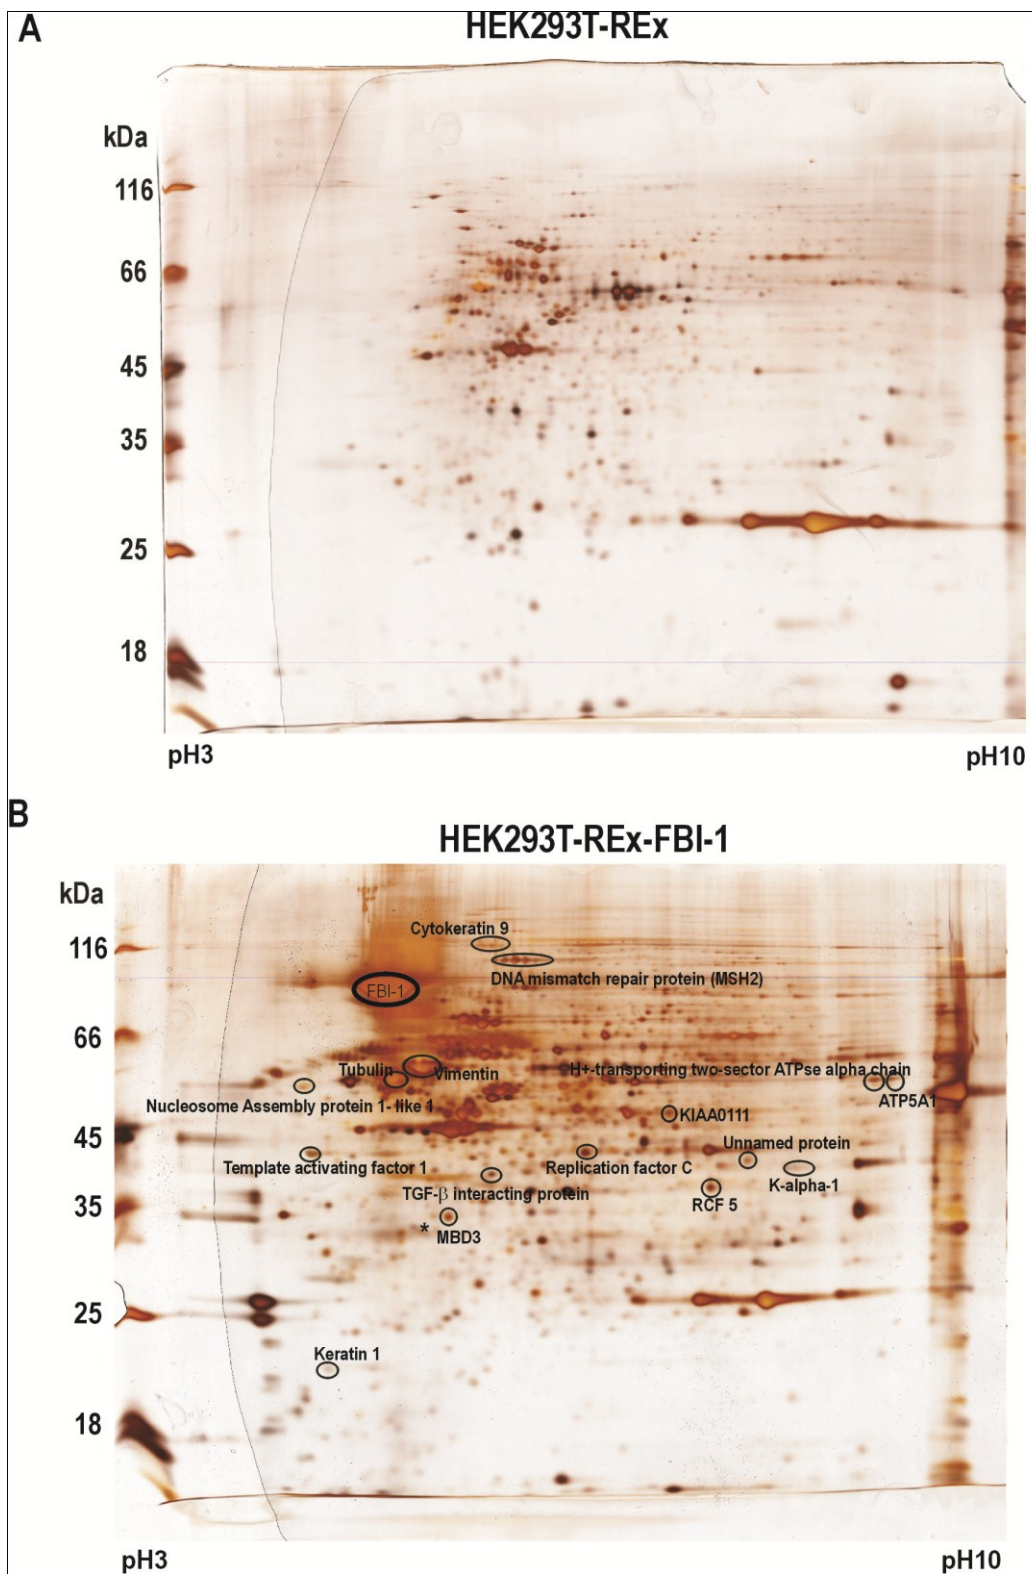 A
HEK293T-REx
kDa
116
66
45
35
25
18
pH3
pH10
B
HEK293T-REx-FBI-1
kDa
116
66
45
35
25
18
Cytokeratin 9
DNA mismatch repair protein (MSH2)
FBI-1
Tubulin
Vimentin
H+-transporting two-sector ATPse alpha chain
ATP5A1
Nucleosome Assembly protein 1- like 1
KIAA0111
Unnamed protein
Template activating factor 1
Replication factor C
K-alpha-1
TGF-β interacting protein
RCF 5
*
MBD3
Keratin 1
pH3
pH10